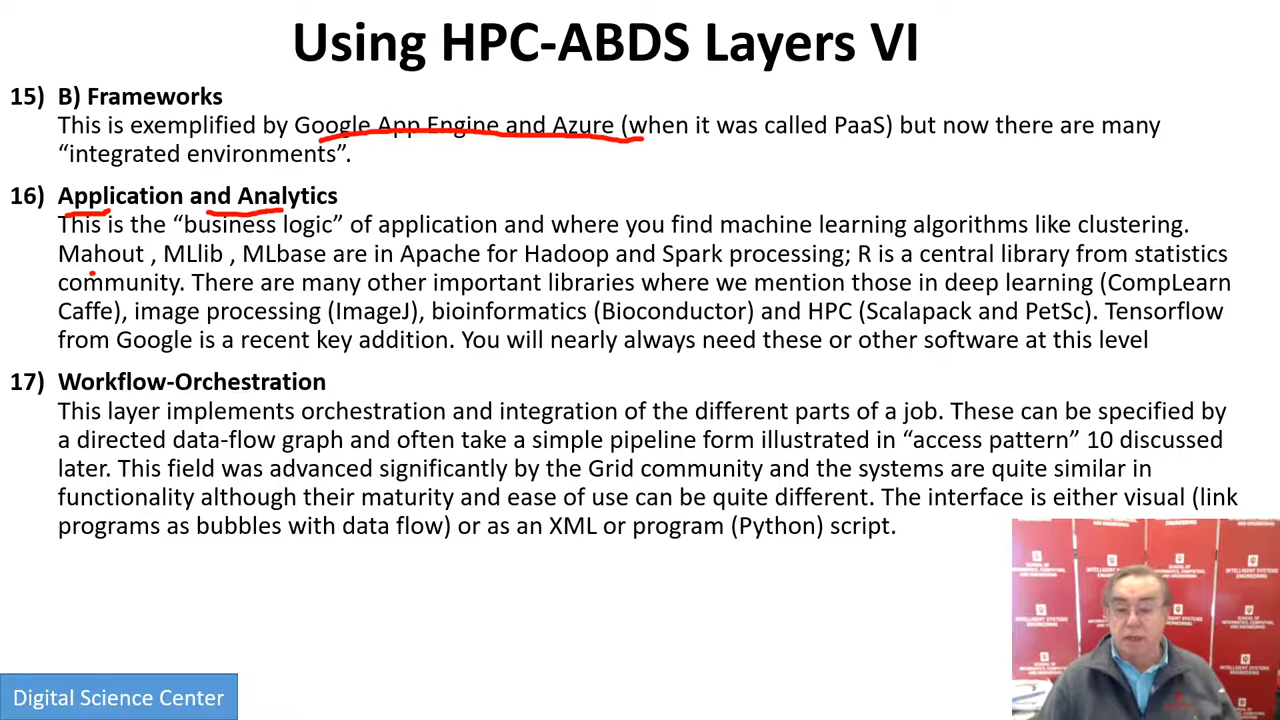 Using HPC-ABDS Layers VI
15) B) Frameworks
This is exemplified by Google App Engine and Azure (when it was called PaaS) but now there are many
“integrated environments”.
16) Application and Analytics
This is the “business logic” of application and where you find machine learning algorithms like clustering.
Mahout , MLlib , MLbase are in Apache for Hadoop and Spark processing; R is a central library from statistics
community. There are many other important libraries where we mention those in deep learning (CompLearn
Caffe), image processing (ImageJ), bioinformatics (Bioconductor) and HPC (Scalapack and PetSc). Tensorflow
from Google is a recent key addition. You will nearly always need these or other software at this level
17) Workflow-Orchestration
This layer implements orchestration and integration of the different parts of a job. These can be specified by
a directed data-flow graph and often take a simple pipeline form illustrated in “access pattern” 10 discussed
later. This field was advanced significantly by the Grid community and the systems are quite similar in
functionality although their maturity and ease of use can be quite different. The interface is either visual (link
programs as bubbles with data flow) or as an XML or program (Python) script.
INTELLIGENT SYSTEMS
ENGINEERING
SCHOOL OF
INFORMATICS, COMPUTING,
AND ENGINEERING
Digital Science Center